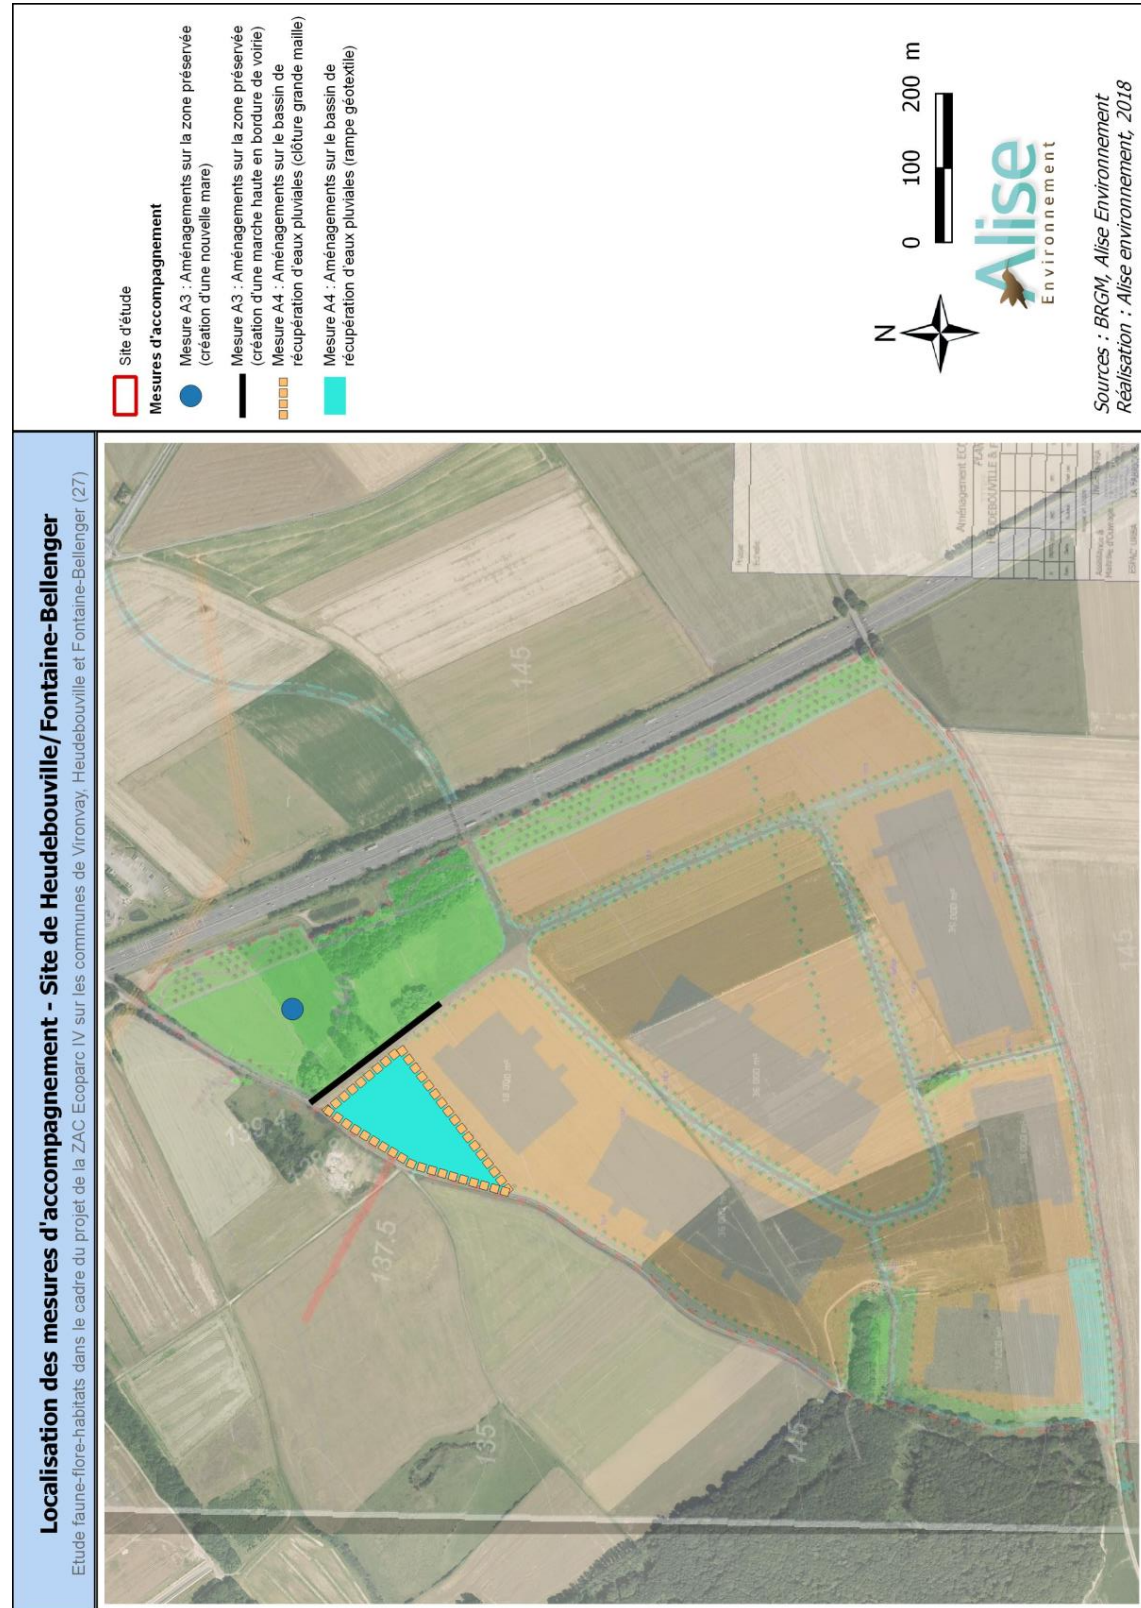 Localisation des mesures d'accompagnement - Site de Heudebouville/Fontaine-Bellenger
Etude faune-flore-habitats dans le cadre du projet de la ZAC Ecoparc IV sur les communes de Vironvay, Heudebouville et Fontaine-Bellenger (27)
Site d'étude
Mesures d'accompagnement
Mesure A3 : Aménagements sur la zone préservée
(création d'une nouvelle mare)
Mesure A3 : Aménagements sur la zone préservée
(création d'une marche haute en bordure de voirie)
Mesure A4 : Aménagements sur le bassin de
récupération d'eaux pluviales (clôture grande maille)
Mesure A4 : Aménagements sur le bassin de
récupération d'eaux pluviales (rampe géotextile)
N
0 100 200 m
Alise
Environnement
Sources : BRGM, Alise Environnement
Réalisation : Alise environnement, 2018
139.4
137.5
135
145
145
145
Aménagement
HEUDEBOUVILLE &